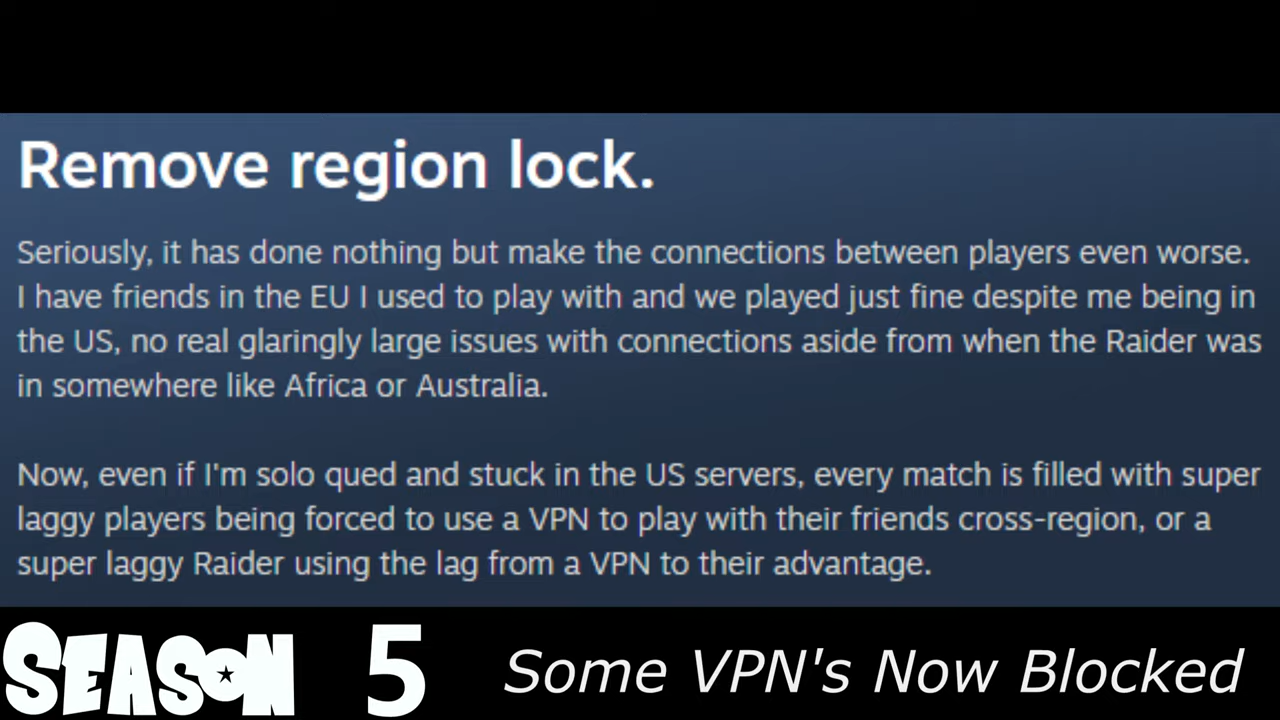 Remove region lock.
Seriously, it has done nothing but make the connections between players even worse.
I have friends in the EU I used to play with and we played just fine despite me being in
the US, no real glaringly large issues with connections aside from when the Raider was
in somewhere like Africa or Australia.
Now, even if I'm solo qued and stuck in the US servers, every match is filled with super
laggy players being forced to use a VPN to play with their friends cross-region, or a
super laggy Raider using the lag from a VPN to their advantage.
SEASON 5 Some VPN's Now Blocked